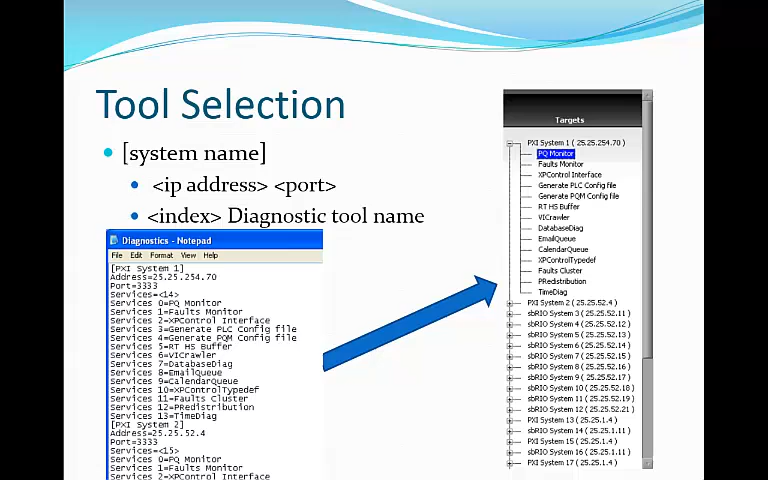 Tool Selection
[system name]
<ip address> <port>
<index> Diagnostic tool name
Diagnostics - Notepad
File Edit Format View Help
[PXI System 1]
Address=25.25.254.70
Port=3333
Services=<14>
Services 0=PQ Monitor
Services 1=Faults Monitor
Services 2=XPControl Interface
Services 3=Generate PLC Config file
Services 4=Generate PQM Config file
Services 5=RT HS Buffer
Services 6=VICrawler
Services 7=DatabaseDiag
Services 8=EmailQueue
Services 9=CalendarQueue
Services 10=XPControlTypedef
Services 11=Faults Cluster
Services 12=PRedistribution
Services 13=TimeDiag
[PXI System 2]
Address=25.25.52.4
Port=3333
Services=<15>
Services 0=PQ Monitor
Services 1=Faults Monitor
Services 2=XPControl Interface
Targets
PXI System 1 ( 25.25.254.70 )
PQ Monitor
Faults Monitor
XPControl Interface
Generate PLC Config file
Generate PQM Config file
RT HS Buffer
VICrawler
DatabaseDiag
EmailQueue
CalendarQueue
XPControlTypedef
Faults Cluster
PRedistribution
TimeDiag
PXI System 2 ( 25.25.52.4 )
sbRIO System 3 ( 25.25.52.11 )
sbRIO System 4 ( 25.25.52.12 )
sbRIO System 5 ( 25.25.52.13 )
sbRIO System 6 ( 25.25.52.14 )
sbRIO System 7 ( 25.25.52.15 )
sbRIO System 8 ( 25.25.52.16 )
sbRIO System 9 ( 25.25.52.17 )
sbRIO System 10 ( 25.25.52.18 )
sbRIO System 11 ( 25.25.52.19 )
sbRIO System 12 ( 25.25.52.21 )
PXI System 13 ( 25.25.1.4 )
sbRIO System 14 ( 25.25.1.11 )
PXI System 15 ( 25.25.1.4 )
sbRIO System 16 ( 25.25.1.11 )
PXI System 17 ( 25.25.1.4 )